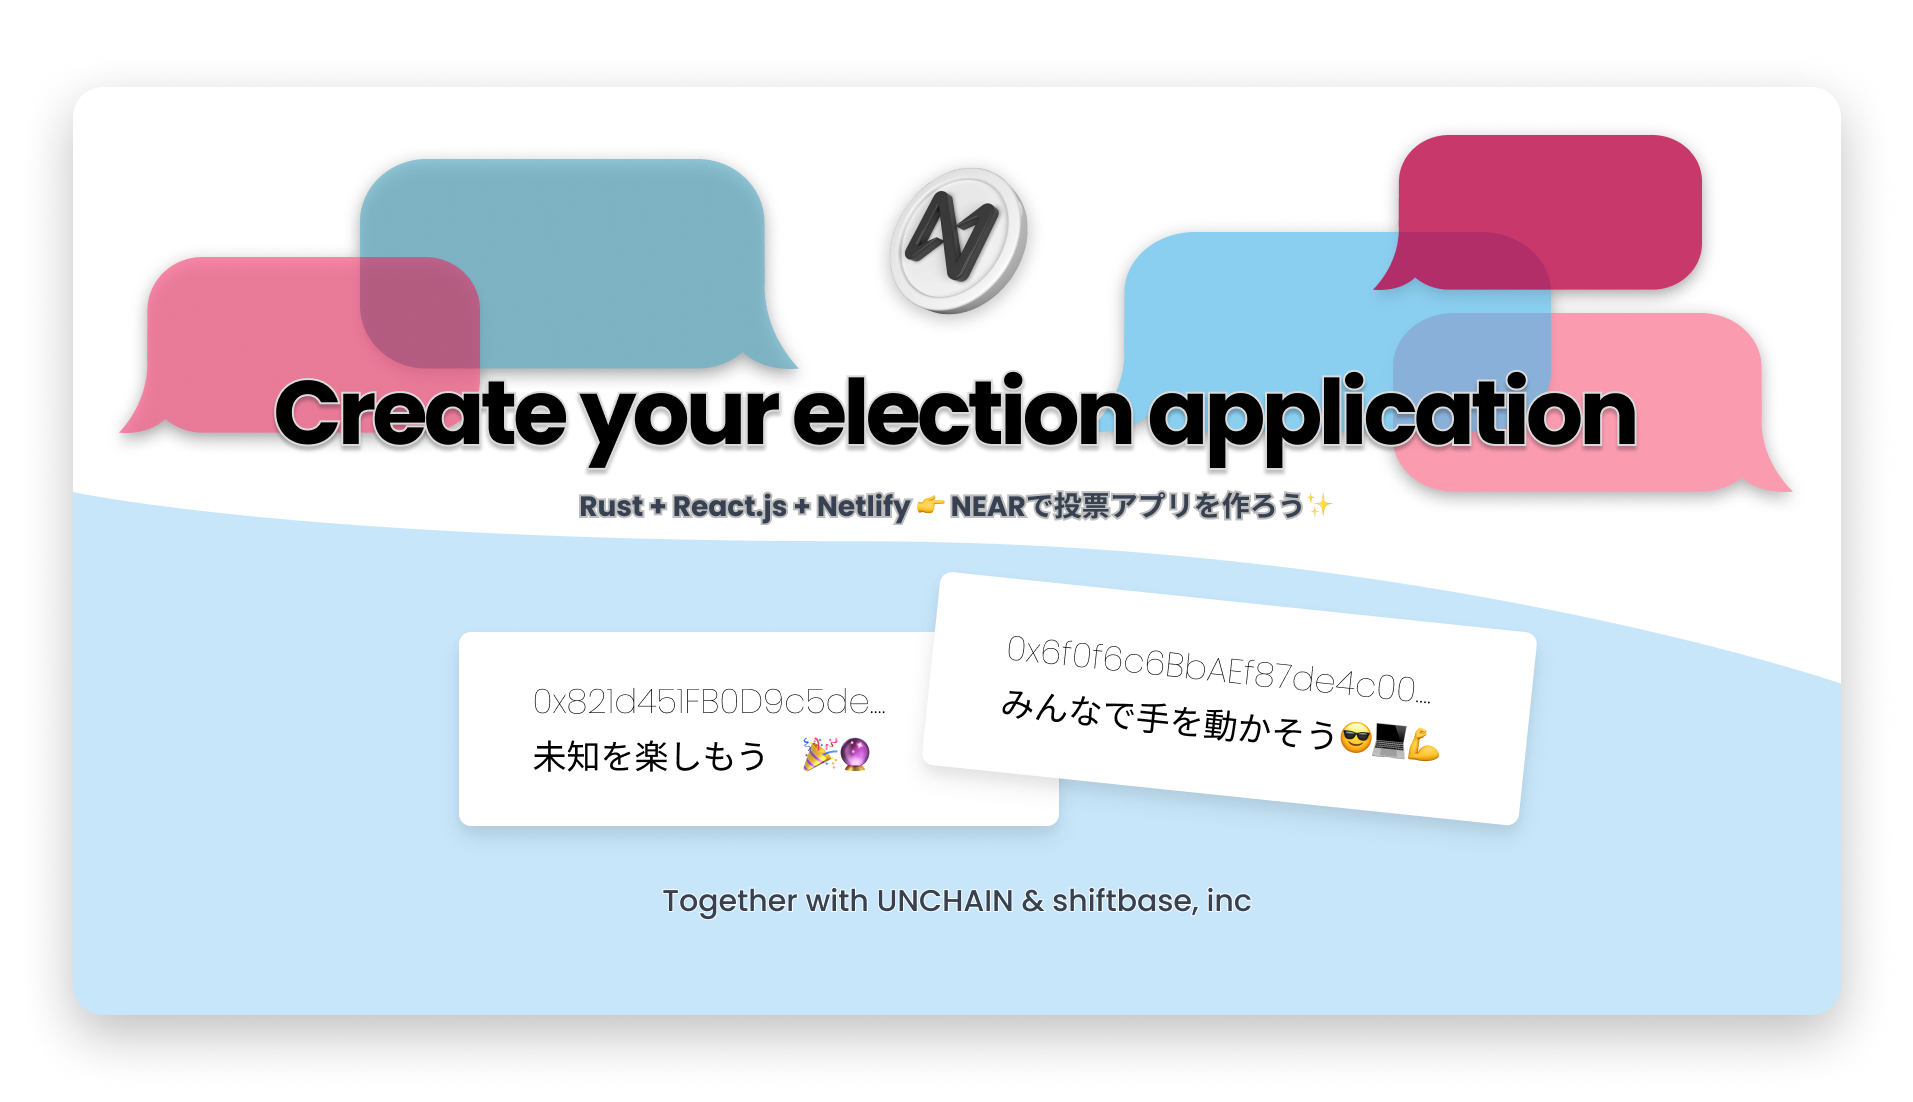 Create your election application
Rust + React.js + Netlify 👉 NEARで投票アプリを作ろう✨
0x821d451FB0D9c5de....
未知を楽しもう　🎉🔮
0x6f0f6c6BbAEf87de4c00....
みんなで手を動かそう😎💻💪
Together with UNCHAIN & shiftbase, inc